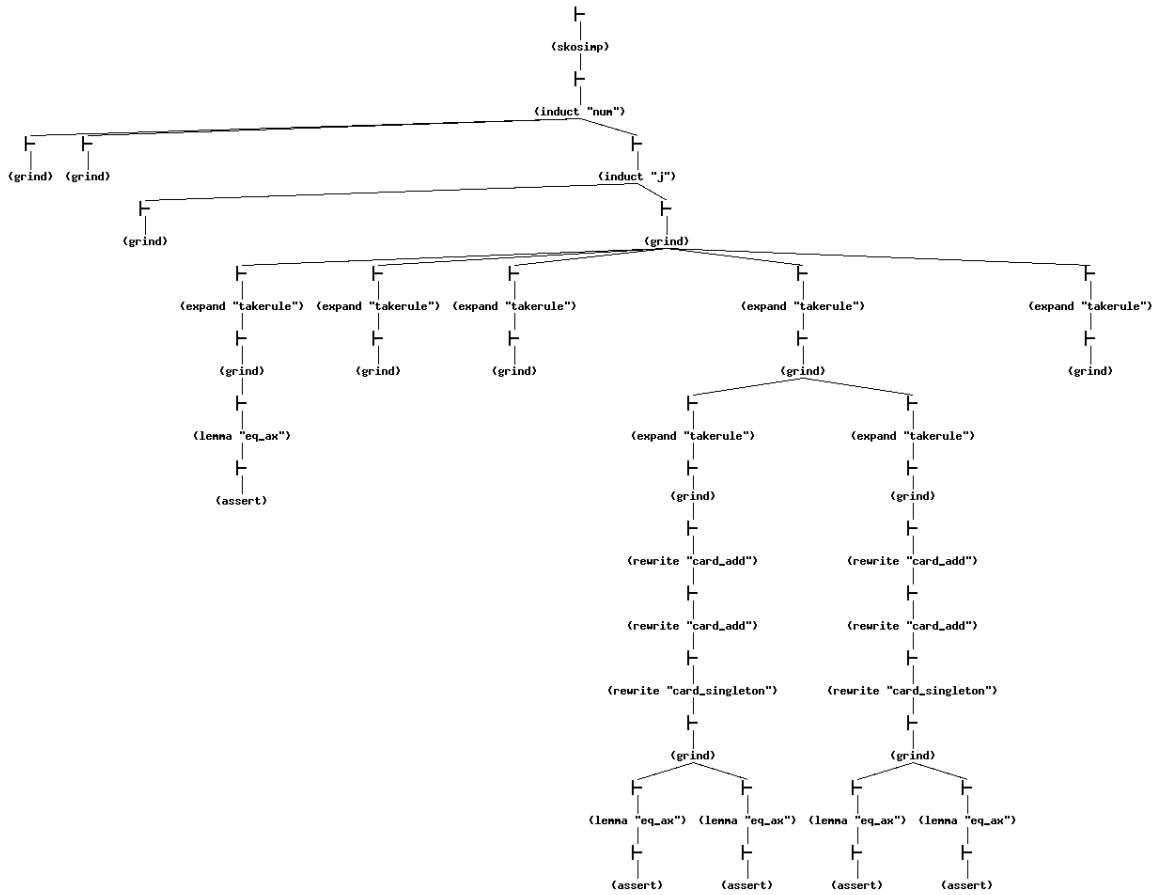 (skosimp)
(induct "num")
(grind) (grind)
(induct "j")
(grind) (grind)
(expand "takerule") (expand "takerule") (expand "takerule") (expand "takerule") (expand "takerule")
(grind) (grind) (grind) (grind) (grind)
(lemma "eq_ax") (expand "takerule") (expand "takerule")
(assert) (grind) (grind)
(rewrite "card_add") (rewrite "card_add")
(rewrite "card_add") (rewrite "card_add")
(rewrite "card_singleton") (rewrite "card_singleton")
(grind) (grind)
(lemma "eq_ax") (lemma "eq_ax") (lemma "eq_ax") (lemma "eq_ax")
(assert) (assert) (assert) (assert)